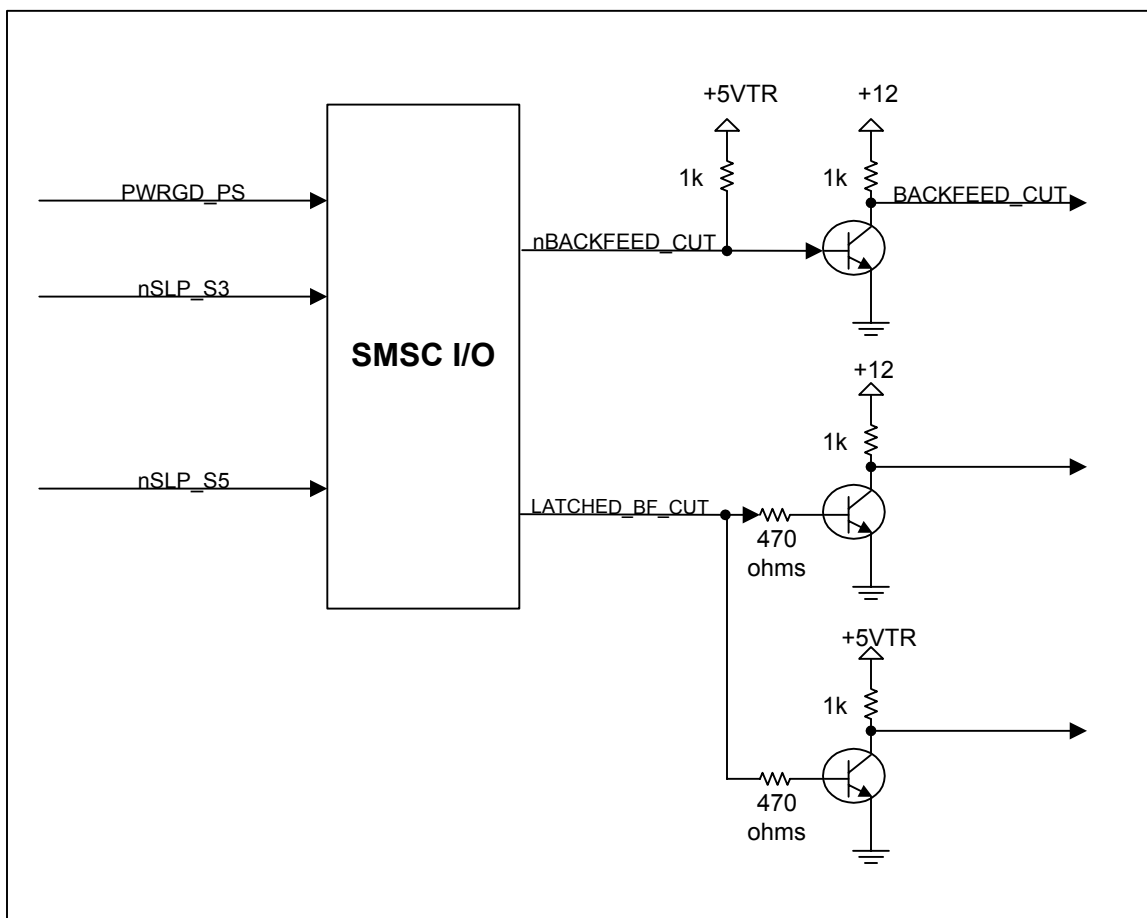 +5VTR
+12
1k
1k
PWRGD_PS
BACKFEED_CUT
nBACKFEED_CUT
nSLP_S3
SMSC I/O
+12
1k
nSLP_S5
LATCHED_BF_CUT
470
ohms
+5VTR
1k
470
ohms